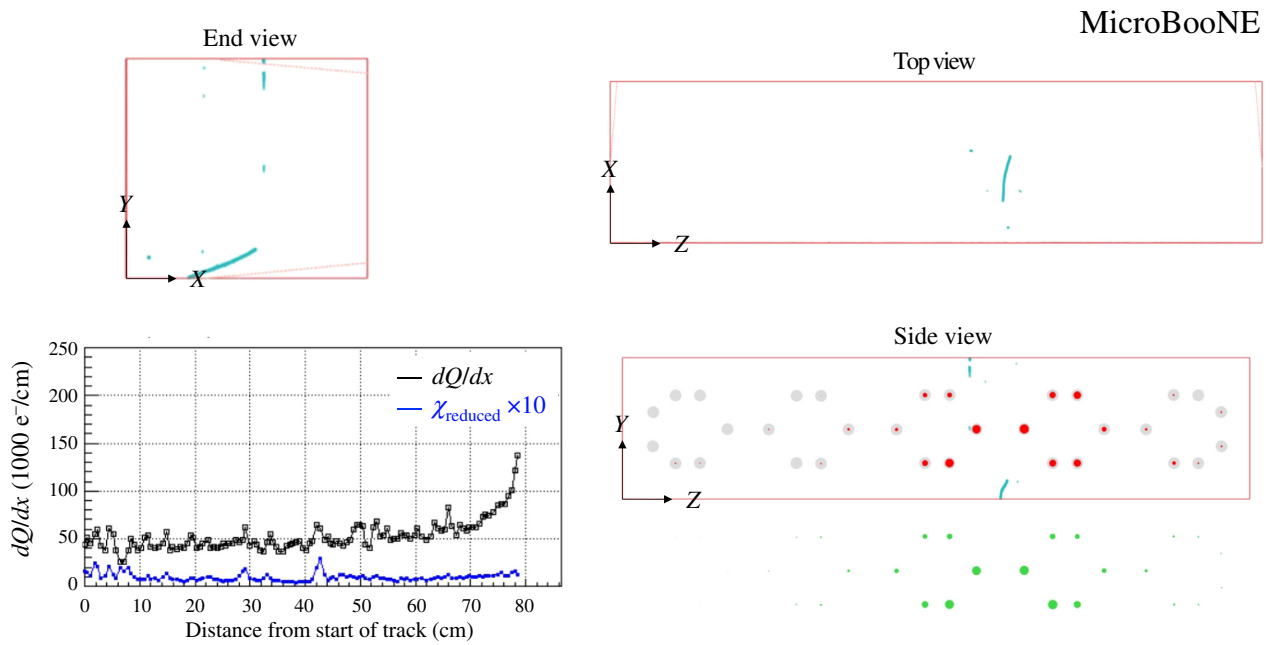 MicroBooNE
End view
Y
X
Top view
X
Z
250
200
150
100
50
0
dQ/dx (1000 e⁻/cm)
dQ/dx
χreduced ×10
0 10 20 30 40 50 60 70 80
Distance from start of track (cm)
Side view
Y
Z